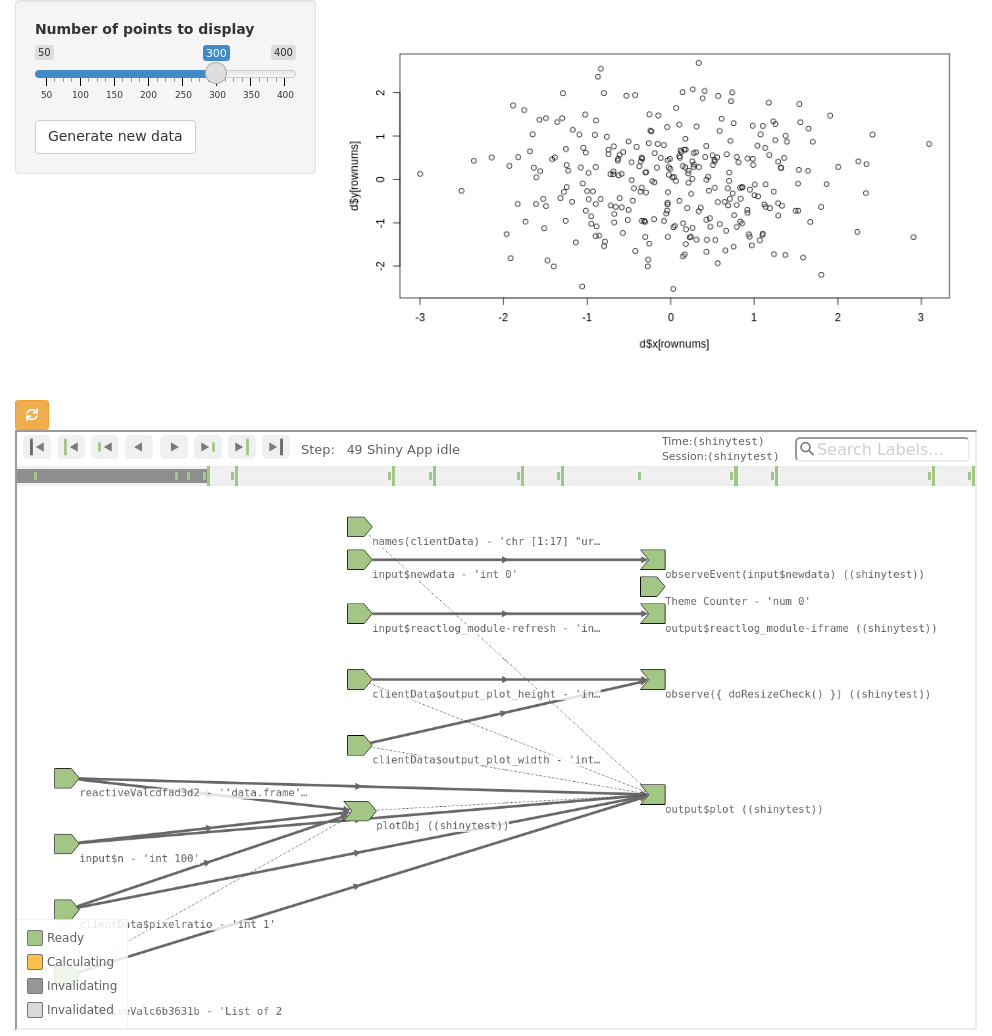 Number of points to display
50 300 400
50 100 150 200 250 300 350 400
Generate new data
d$y[rownums]
2
1
0
-1
-2
-3 -2 -1 0 1 2 3
d$x[rownums]
Step: 49 Shiny App idle
Time:(shinytest)
Session:(shinytest)
Search Labels…
names(clientData) - 'chr [1:17] "ur…
input$newdata - 'int 0'
observeEvent(input$newdata) ((shinytest))
Theme Counter - 'num 0'
input$reactlog_module-refresh - 'in…
output$reactlog_module-iframe ((shinytest))
clientData$output_plot_height - 'in…
observe({ doResizeCheck() }) ((shinytest))
clientData$output_plot_width - 'int…
reactiveValcdfad3d2 - ''data.frame'…
output$plot ((shinytest))
plotObj ((shinytest))
input$n - 'int 100'
clientData$pixelratio - 'int 1'
Ready
Calculating
Invalidating
Invalidated
veValc6b3631b - 'List of 2